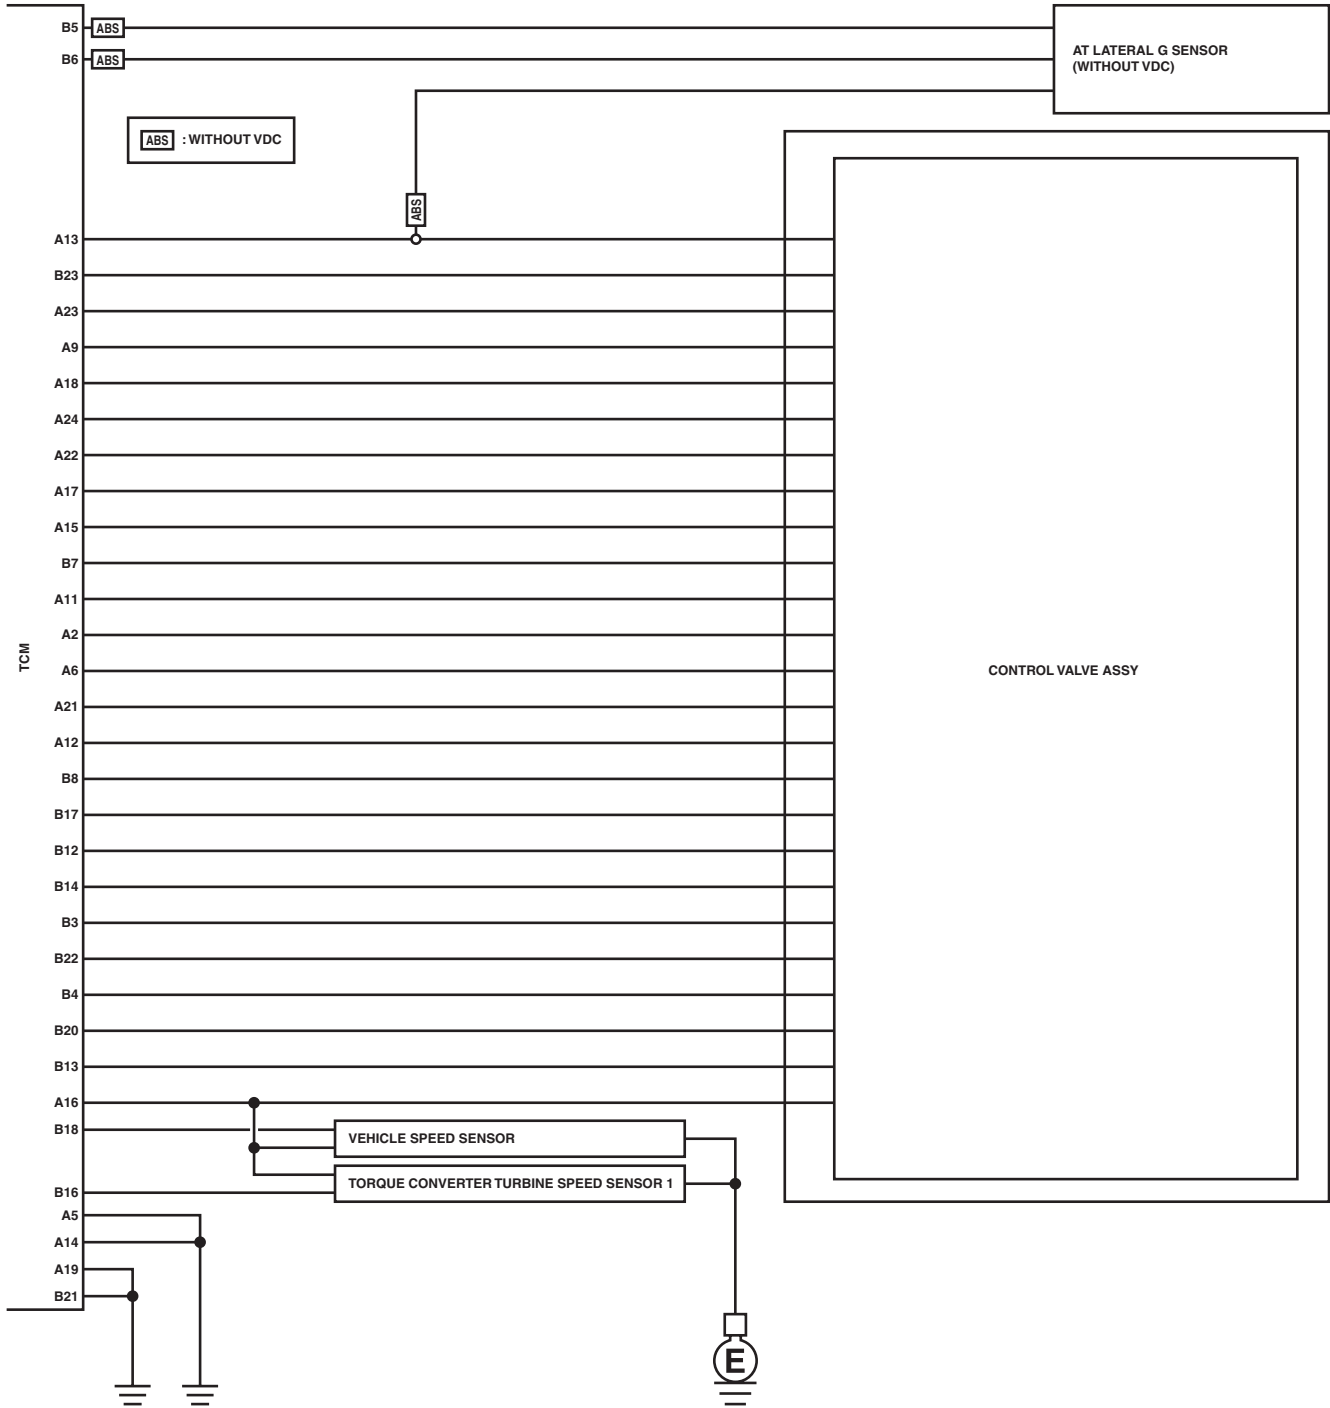 B5 ABS
B6 ABS
AT LATERAL G SENSOR
(WITHOUT VDC)
ABS : WITHOUT VDC
ABS
A13
B23
A23
A9
A18
A24
A22
A17
A15
B7
A11
A2
TCM
A6
CONTROL VALVE ASSY
A21
A12
B8
B17
B12
B14
B3
B22
B4
B20
B13
A16
B18
VEHICLE SPEED SENSOR
TORQUE CONVERTER TURBINE SPEED SENSOR 1
B16
A5
A14
A19
B21
E